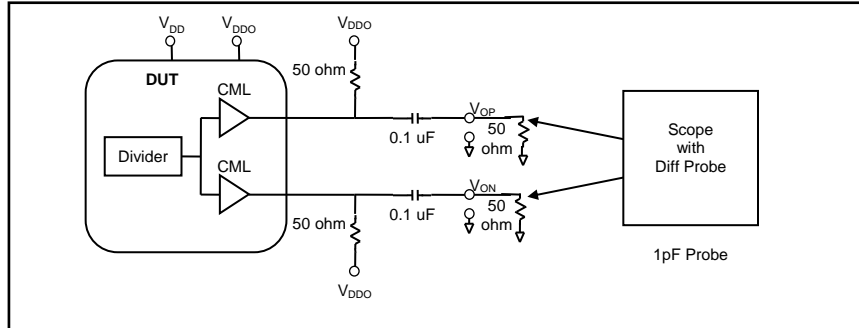 VDD
VDDO
VDDO
DUT
50 ohm
CML
VOP
50
ohm
0.1 uF
Divider
CML
VON
50
ohm
0.1 uF
50 ohm
VDDO
Scope
with
Diff Probe
1pF Probe